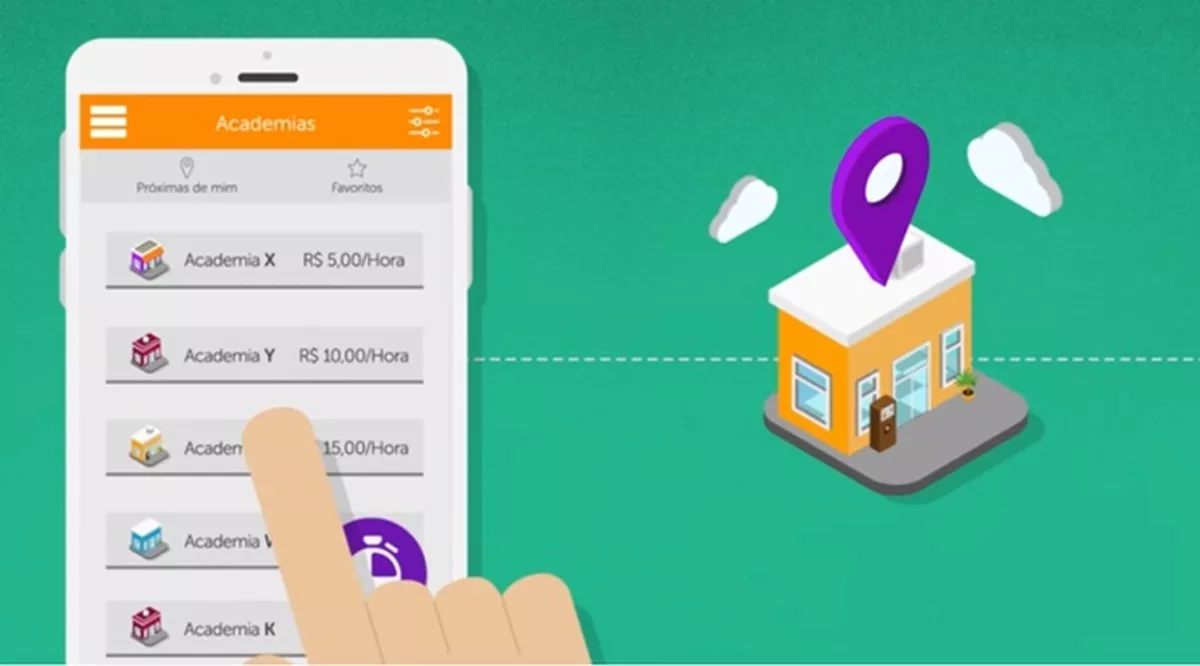 Academias
Próximas de mim
Favoritos
Academia X R$ 5,00/Hora
Academia Y R$ 10,00/Hora
15,00/Hora
Academia
Academia K